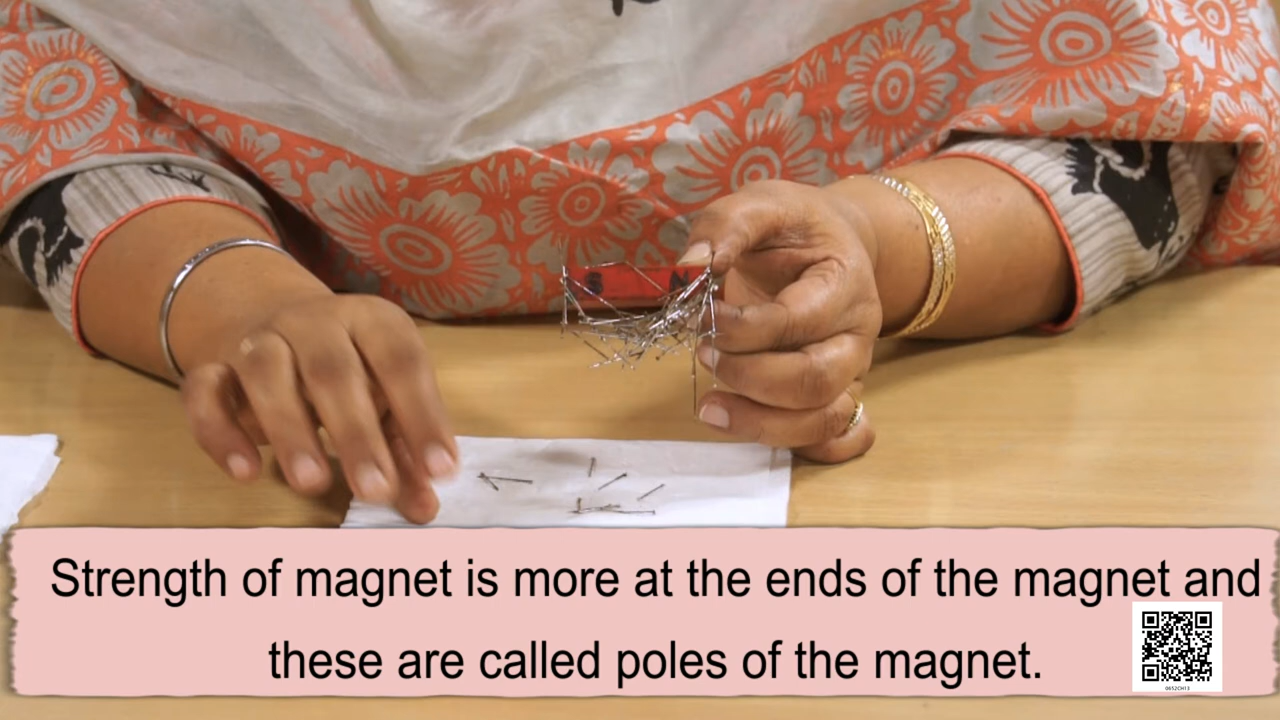 S N
Strength of magnet is more at the ends of the magnet and
these are called poles of the magnet.
0652CH13